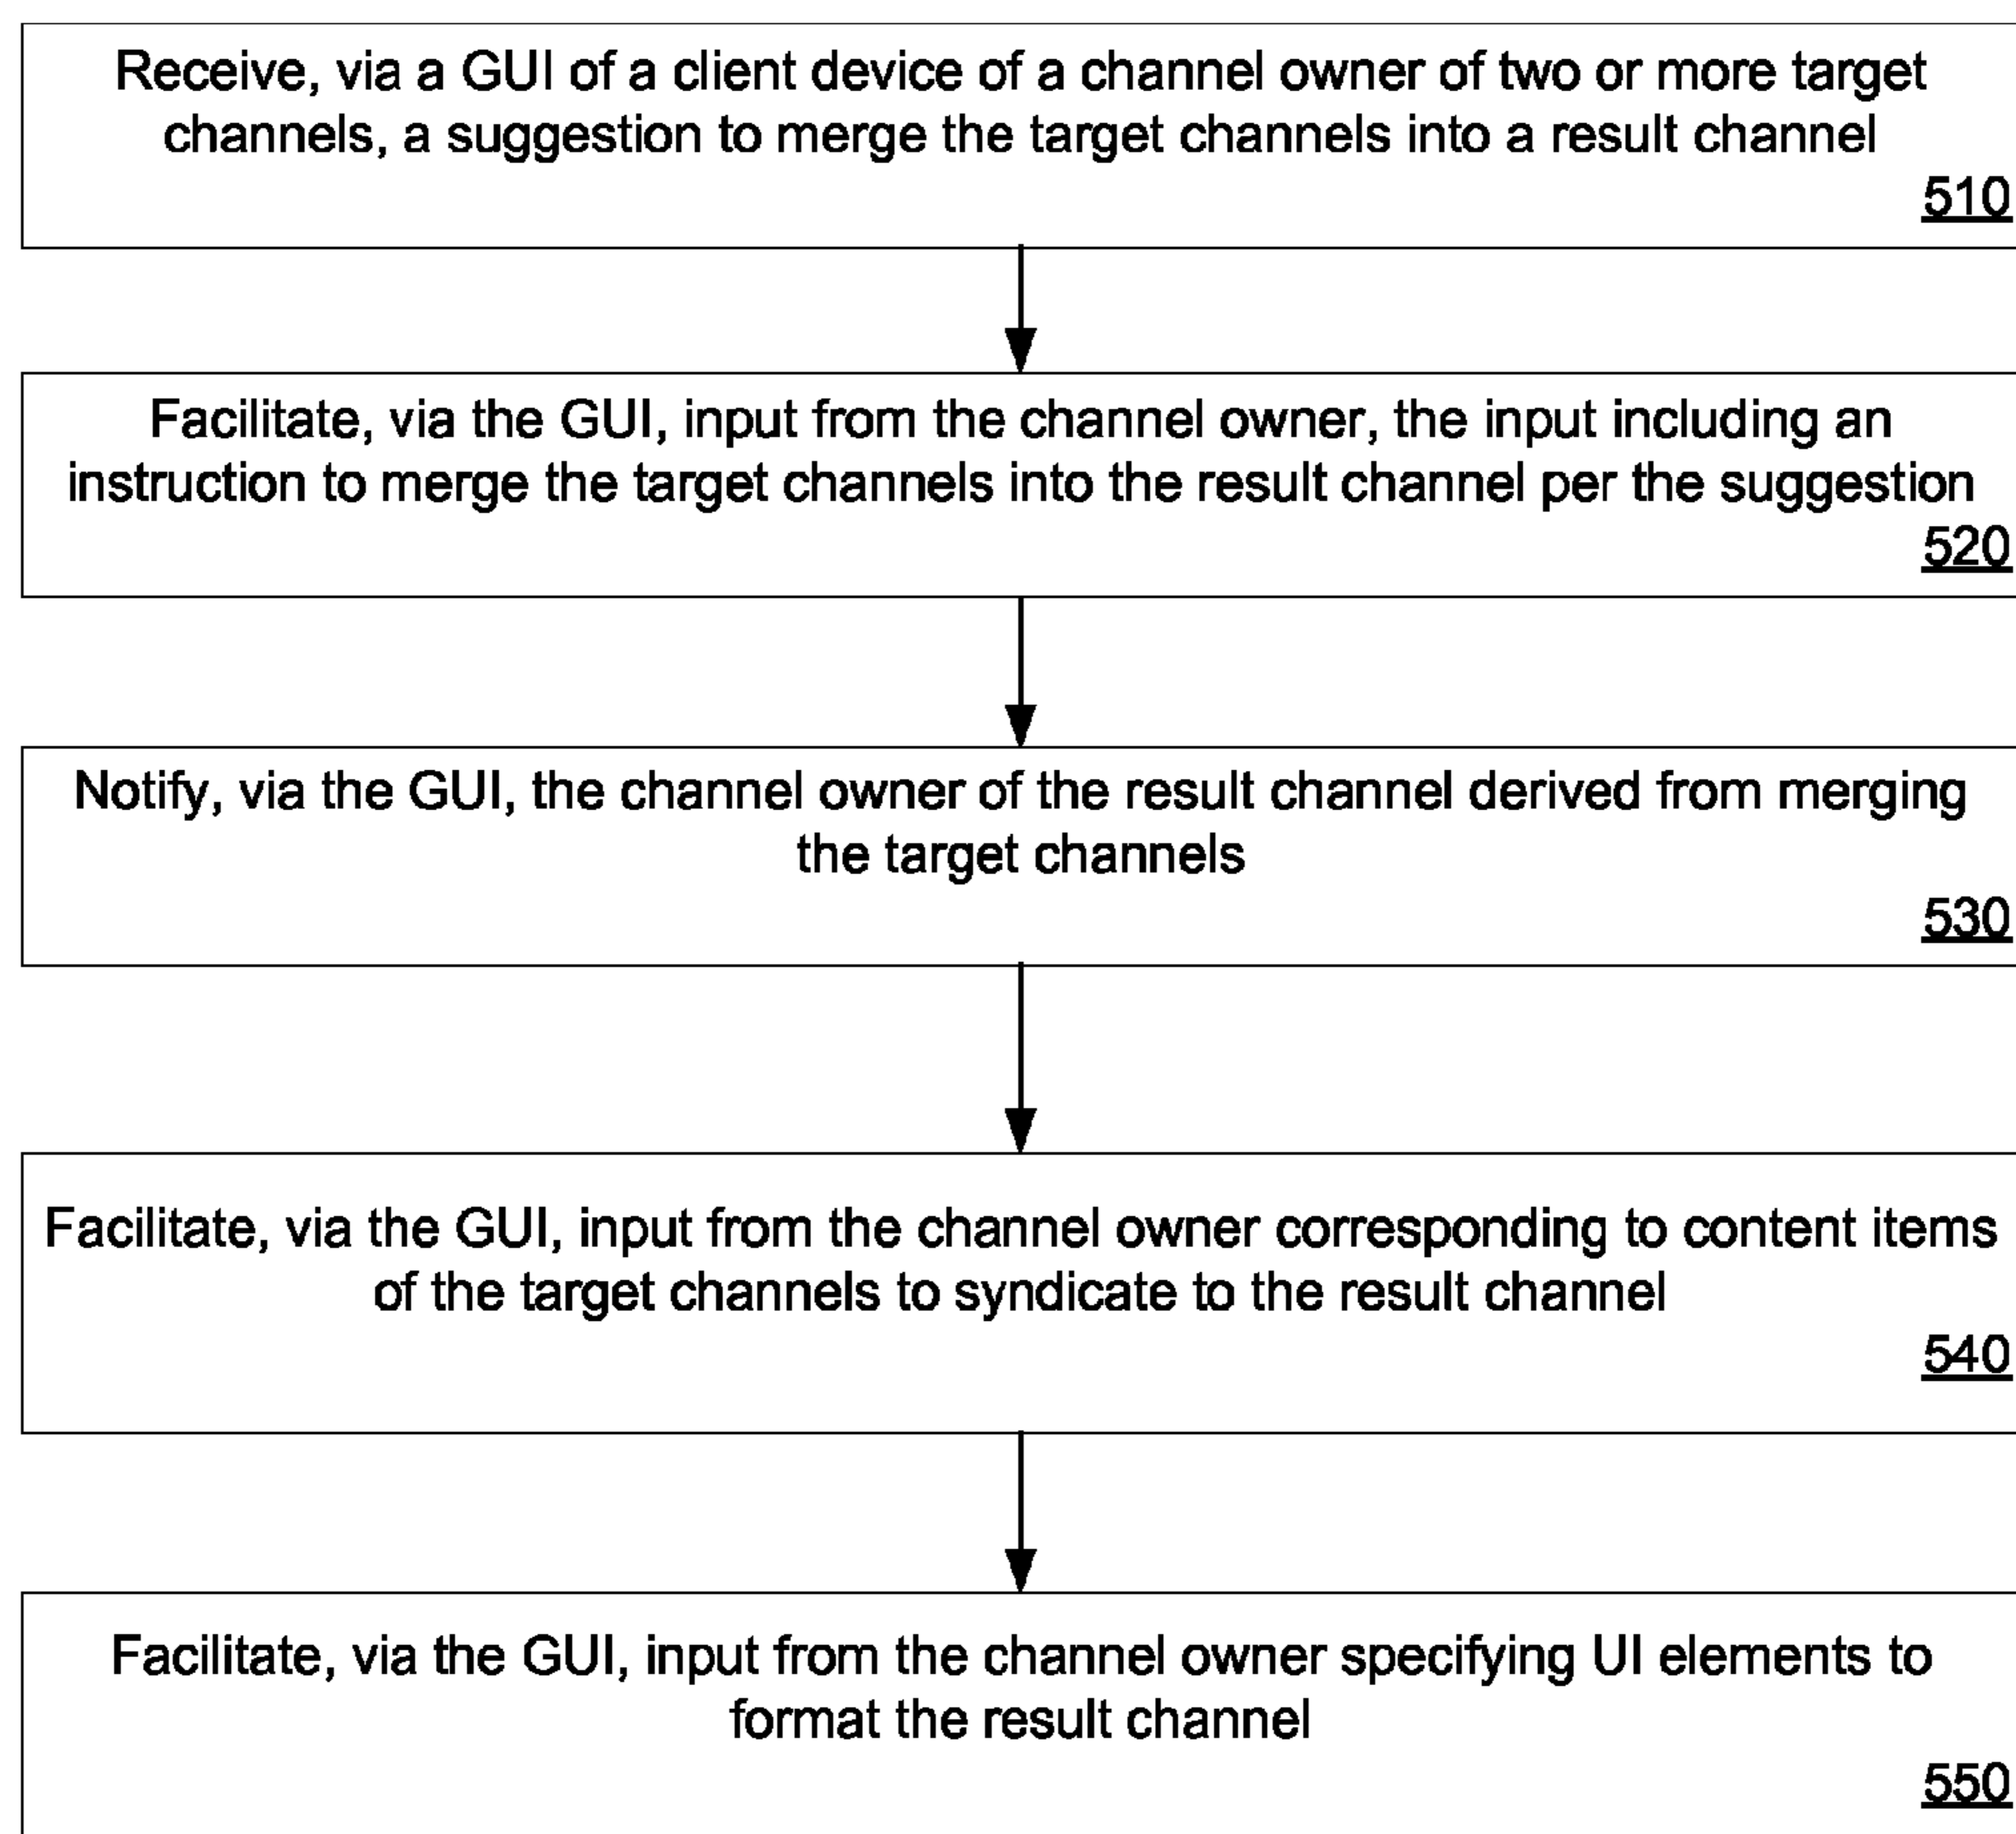 Receive, via a GUI of a client device of a channel owner of two or more target
channels, a suggestion to merge the target channels into a result channel
510
Facilitate, via the GUI, input from the channel owner, the input including an
instruction to merge the target channels into the result channel per the suggestion
520
Notify, via the GUI, the channel owner of the result channel derived from merging
the target channels
530
Facilitate, via the GUI, input from the channel owner corresponding to content items
of the target channels to syndicate to the result channel
540
Facilitate, via the GUI, input from the channel owner specifying UI elements to
format the result channel
550